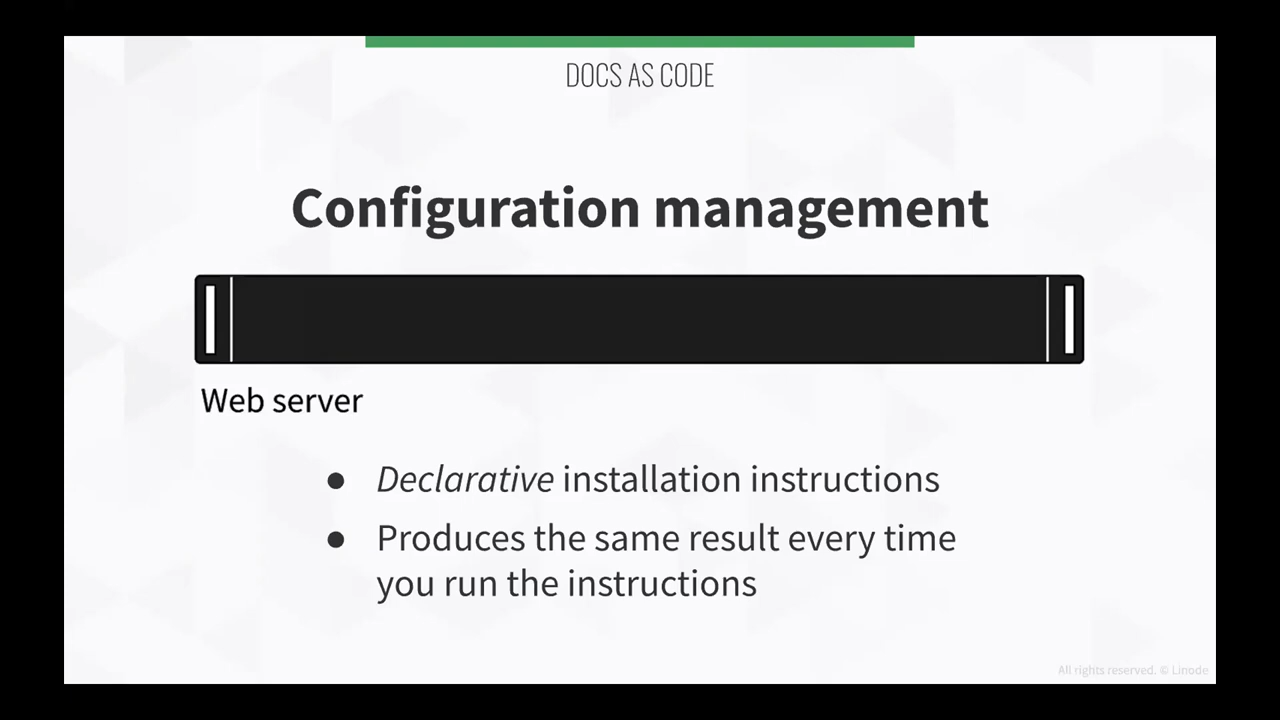 DOCS AS CODE
Configuration management
Web server
● Declarative installation instructions
● Produces the same result every time
you run the instructions
All rights reserved. © Linode